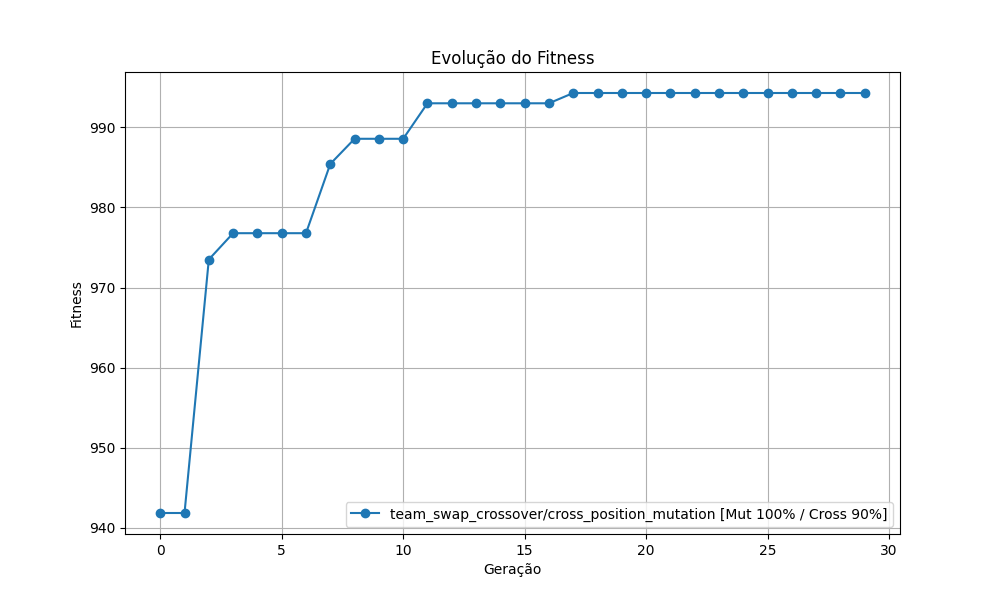 Evolução do Fitness
Fitness
990
980
970
960
950
940
team_swap_crossover/cross_position_mutation [Mut 100% / Cross 90%]
0 5 10 15 20 25 30
Geração